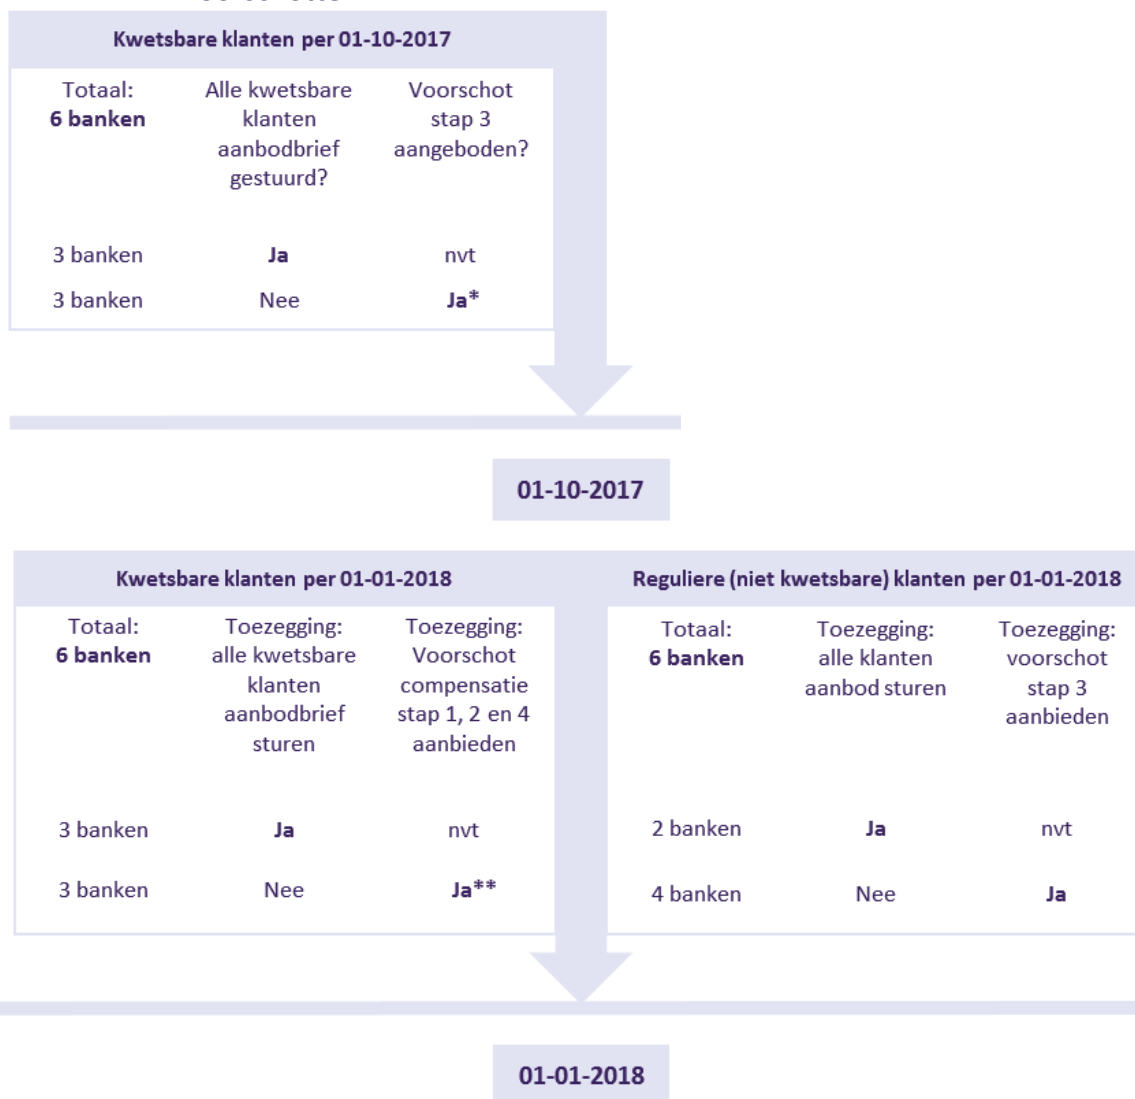 Kwetsbare klanten per 01-10-2017
Totaal: Alle kwetsbare Voorschot
6 banken klanten stap 3
aanbodbrief aangeboden?
gestuurd?
3 banken Ja nvt
3 banken Nee Ja*
01-10-2017
Kwetsbare klanten per 01-01-2018
Totaal: Toezegging: Toezegging:
6 banken alle kwetsbare Voorschot
klanten compensatie
aanbodbrief stap 1, 2 en 4
sturen aanbieden
3 banken Ja nvt
3 banken Nee Ja**
Reguliere (niet kwetsbare) klanten per 01-01-2018
Totaal: Toezegging: Toezegging:
6 banken alle klanten voorschot
aanbod sturen stap 3
aanbieden
2 banken Ja nvt
4 banken Nee Ja
01-01-2018